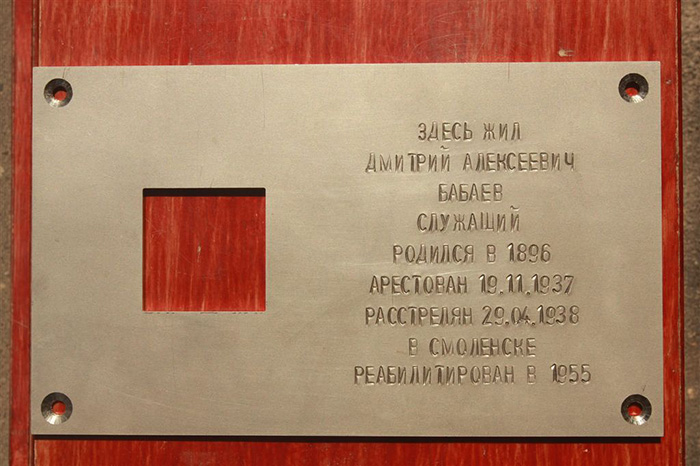 ЗДЕСЬ ЖИЛ
ДМИТРИЙ АЛЕКСЕЕВИЧ
БАБАЕВ
СЛУЖАЩИЙ
РОДИЛСЯ В 1896
АРЕСТОВАН 19.11.1937
РАССТРЕЛЯН 29.04.1938
В СМОЛЕНСКЕ
РЕАБИЛИТИРОВАН В 1955